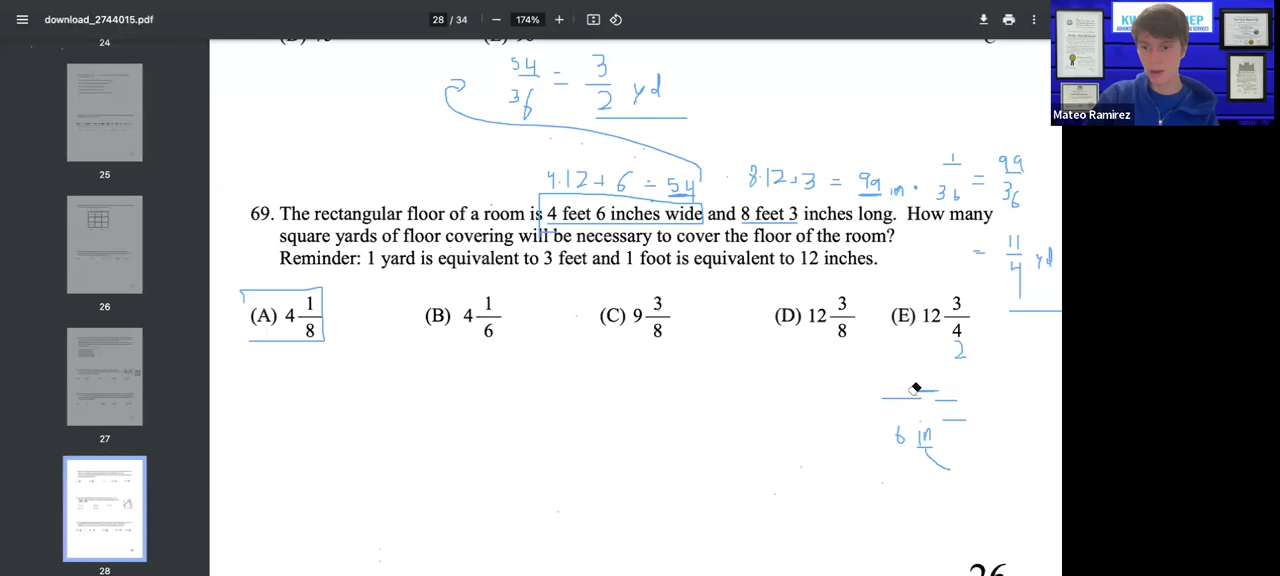 download_2744015.pdf
28 / 34
174%
24
25
26
27
28
54/36 = 3/2 yd
4·12 + 6 = 54
8·12+3 = 99 in · 1/36 = 99/36
= 11/4 yd
69. The rectangular floor of a room is 4 feet 6 inches wide and 8 feet 3 inches long. How many
square yards of floor covering will be necessary to cover the floor of the room?
Reminder: 1 yard is equivalent to 3 feet and 1 foot is equivalent to 12 inches.
(A) 4 1/8 (B) 4 1/6 (C) 9 3/8 (D) 12 3/8 (E) 12 3/4
2
6 in
Mateo Ramirez